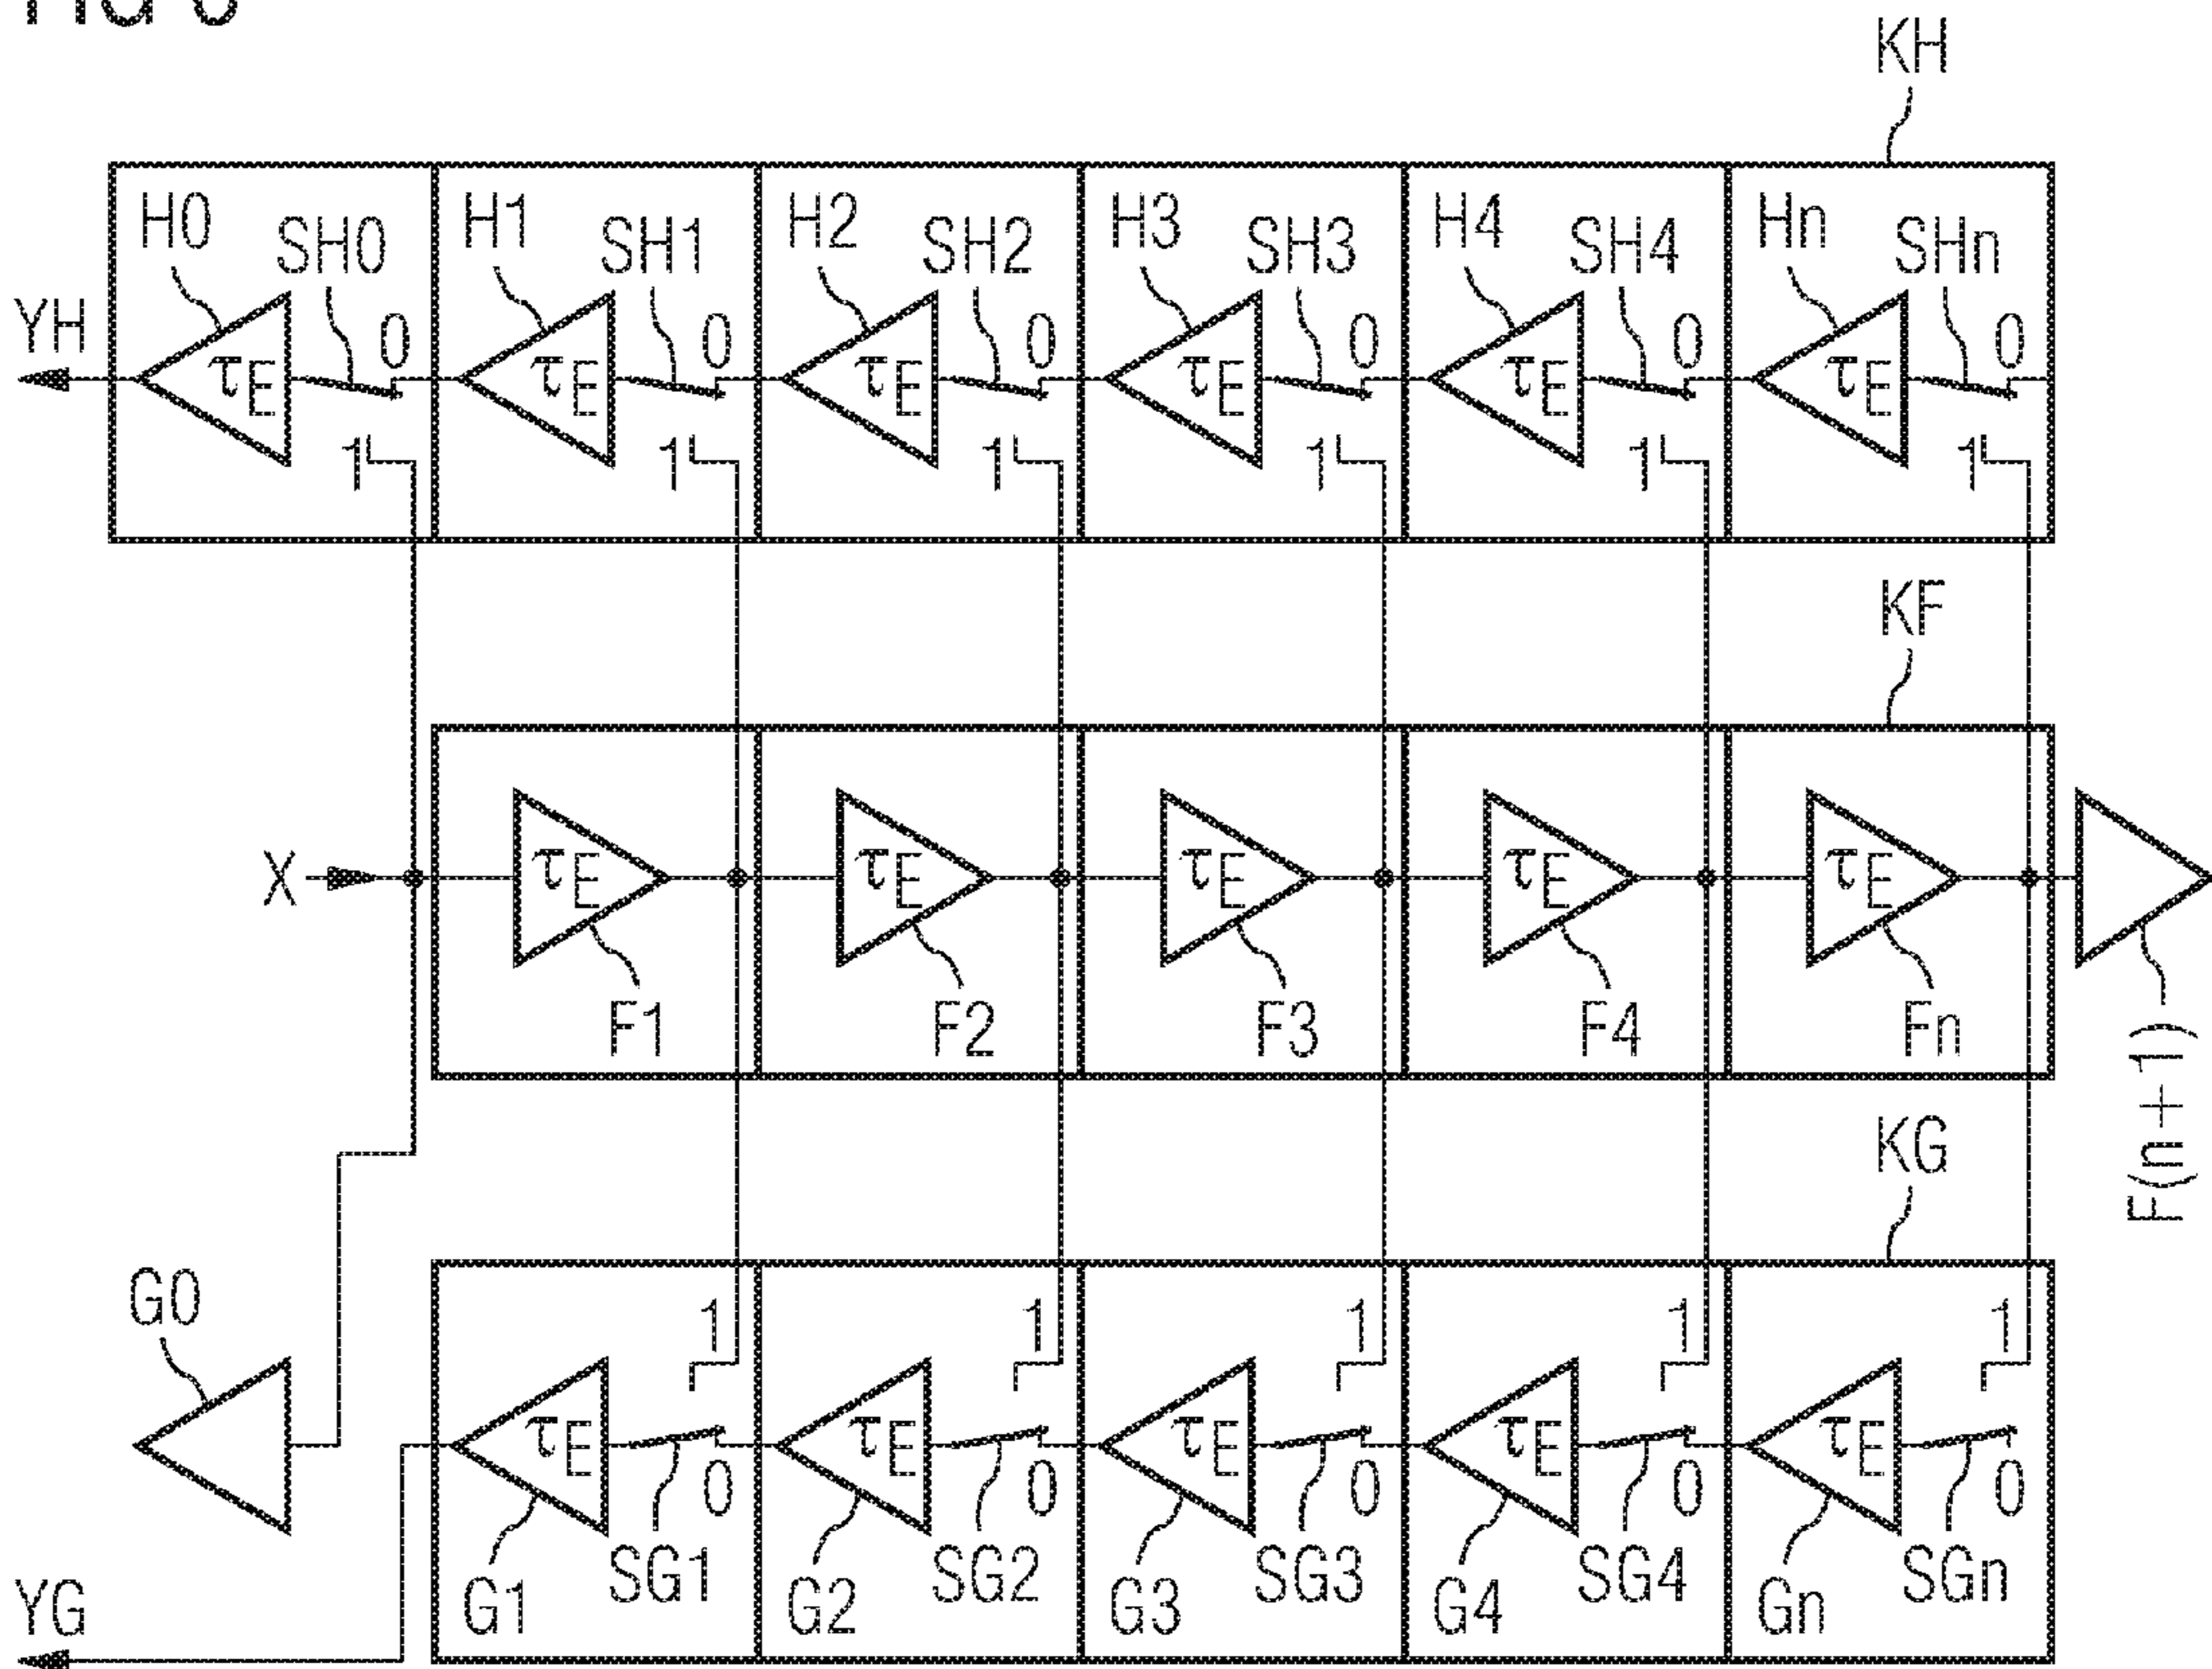 KH
H0 H1 H2 H3 H4 Hn
SH0 SH1 SH2 SH3 SH4 SHn
YH
0 0 0 0 0 0
τE τE τE τE τE τE
1 1 1 1 1 1
KF
X
τE τE τE τE τE
F1 F2 F3 F4 Fn
F(n+1)
KG
G0
1 1 1 1 1
τE τE τE τE τE
0 0 0 0 0
SG1 SG2 SG3 SG4 SGn
G1 G2 G3 G4 Gn
YG